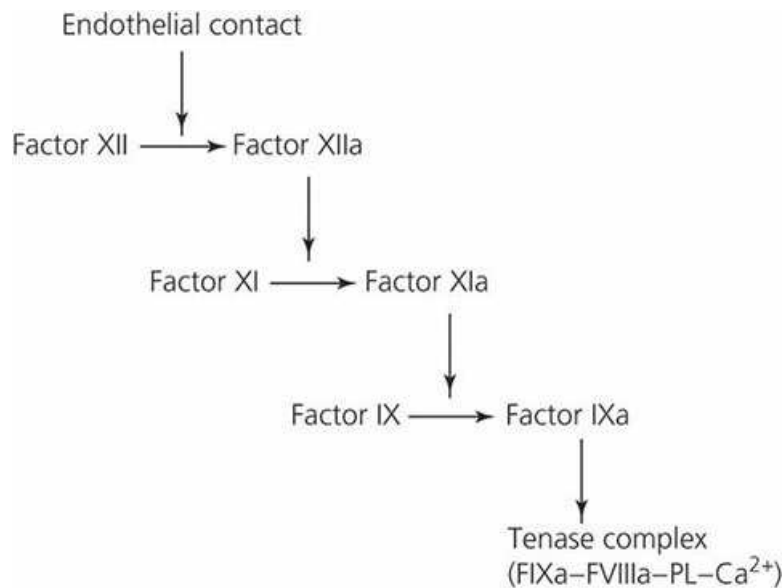 Endothelial contact
Factor XII Factor XIIa
Factor XI Factor XIa
Factor IX Factor IXa
Tenase complex
(FIXa–FVIIIa–PL–Ca²⁺)